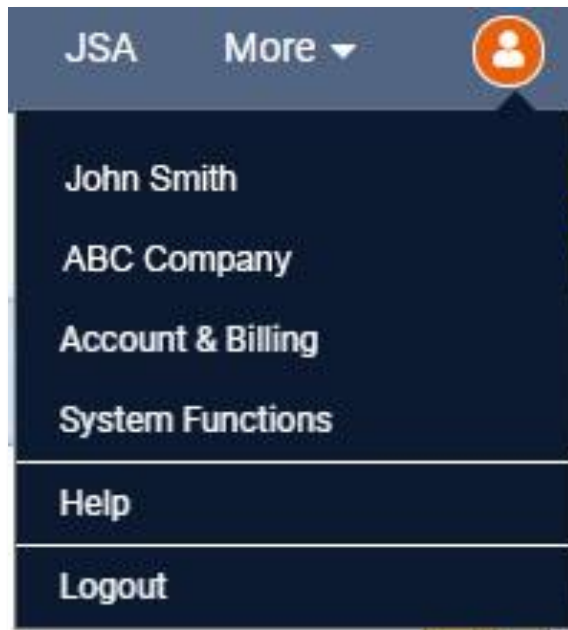 JSA More
John Smith
ABC Company
Account & Billing
System Functions
Help
Logout